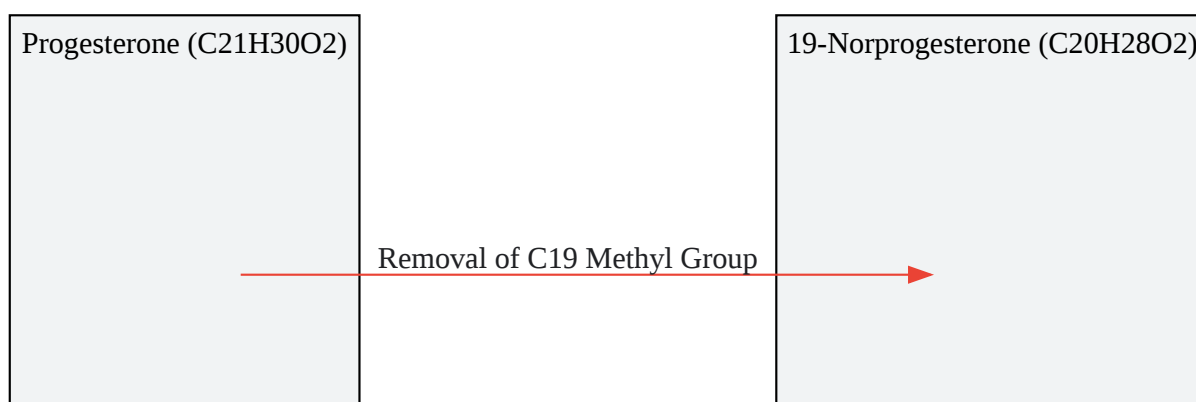 Progesterone (C21H30O2)
19-Norprogesterone (C20H28O2)
Removal of C19 Methyl Group